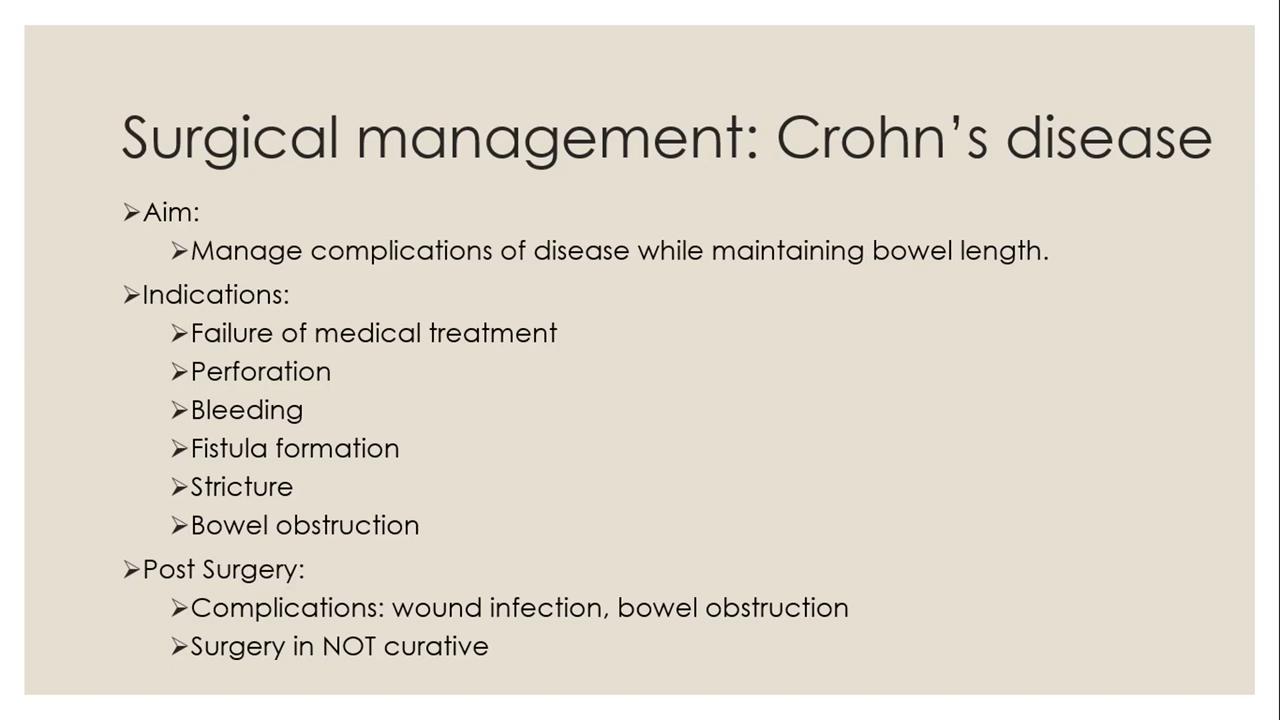 Surgical management: Crohn’s disease
➢Aim:
➢Manage complications of disease while maintaining bowel length.
➢Indications:
➢Failure of medical treatment
➢Perforation
➢Bleeding
➢Fistula formation
➢Stricture
➢Bowel obstruction
➢Post Surgery:
➢Complications: wound infection, bowel obstruction
➢Surgery in NOT curative